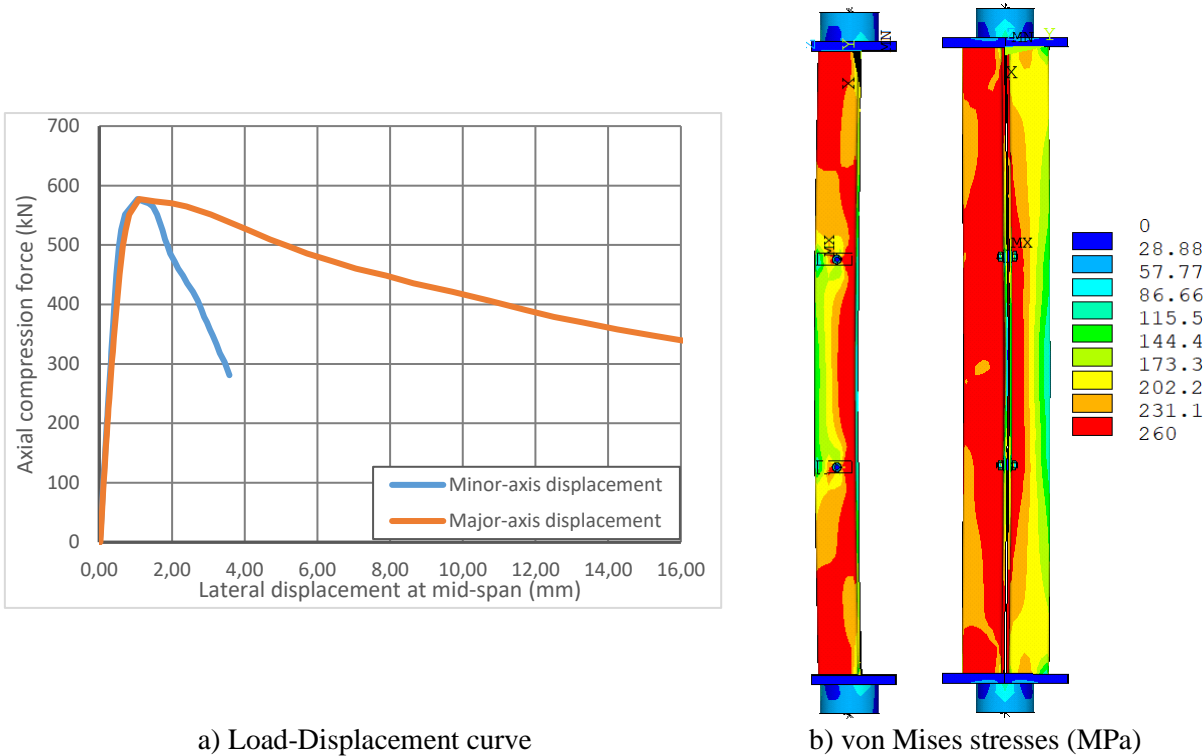 700
600
500
400
300
200
100
0
Axial compression force (kN)
0,00 2,00 4,00 6,00 8,00 10,00 12,00 14,00 16,00
Lateral displacement at mid-span (mm)
Minor-axis displacement
Major-axis displacement
Y
MN
X
MX
MN
Y
X
MX
0
28.88
57.77
86.66
115.5
144.4
173.3
202.2
231.1
260
a) Load-Displacement curve
b) von Mises stresses (MPa)